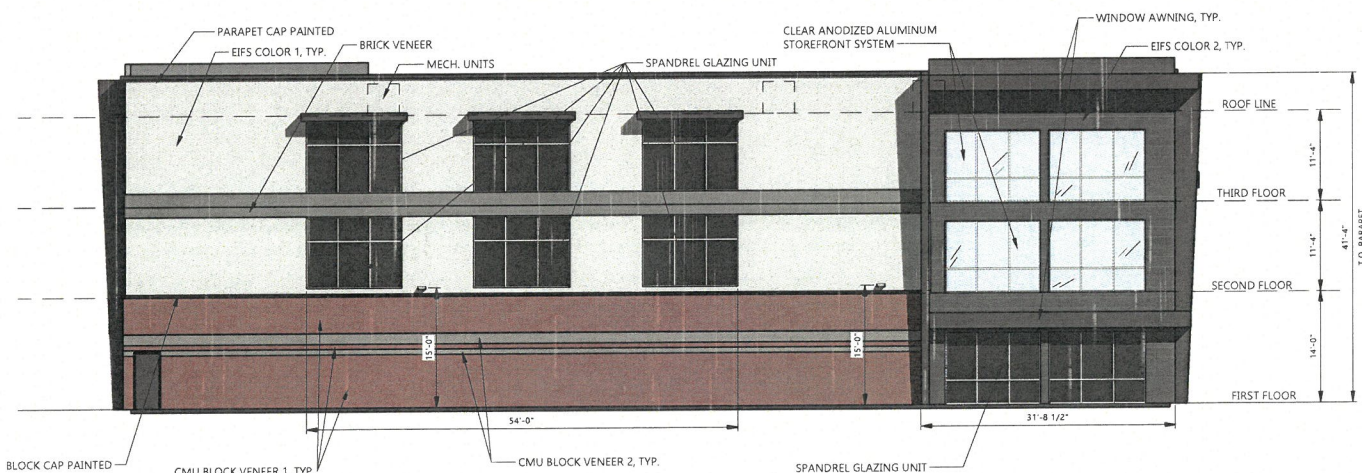 PARAPET CAP PAINTED
EIFS COLOR 1, TYP.
BRICK VENEER
MECH. UNITS
SPANDREL GLAZING UNIT
CLEAR ANODIZED ALUMINUM
STOREFRONT SYSTEM
WINDOW AWNING, TYP.
EIFS COLOR 2, TYP.
ROOF LINE
11'-4"
THIRD FLOOR
11'-4"
41'-4"
T.O. PARAPET
SECOND FLOOR
15'-0"
15'-0"
14'-0"
FIRST FLOOR
54'-0"
31'-8 1/2"
BLOCK CAP PAINTED
CMU BLOCK VENEER 1, TYP.
CMU BLOCK VENEER 2, TYP.
SPANDREL GLAZING UNIT